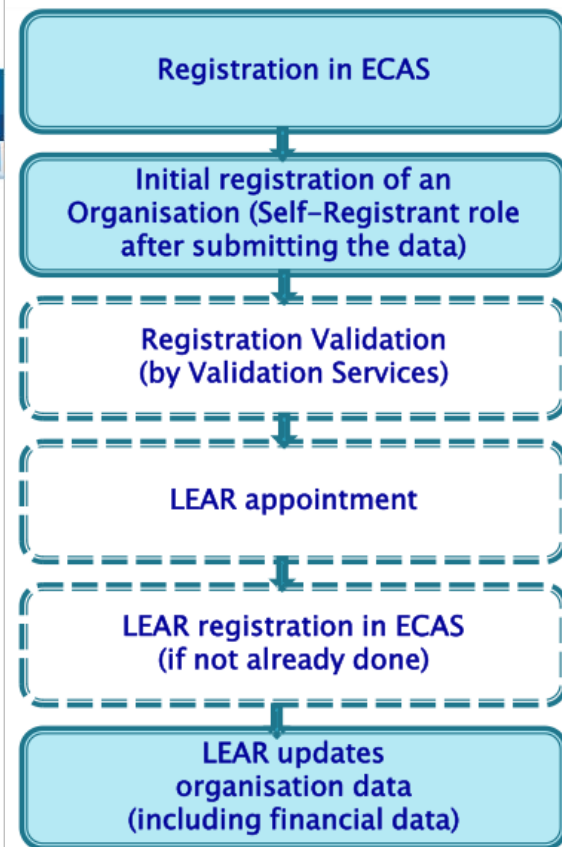 Registration in ECAS
Initial registration of an
Organisation (Self-Registrant role
after submitting the data)
Registration Validation
(by Validation Services)
LEAR appointment
LEAR registration in ECAS
(if not already done)
LEAR updates
organisation data
(including financial data)